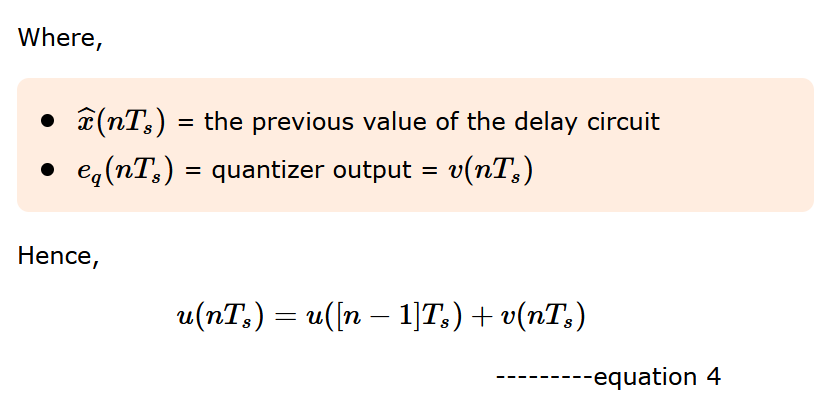 Where,
● x̂(nTₛ) = the previous value of the delay circuit
● e_q(nTₛ) = quantizer output = v(nTₛ)
Hence,
u(nTₛ) = u([n − 1]Tₛ) + v(nTₛ)
---------equation 4